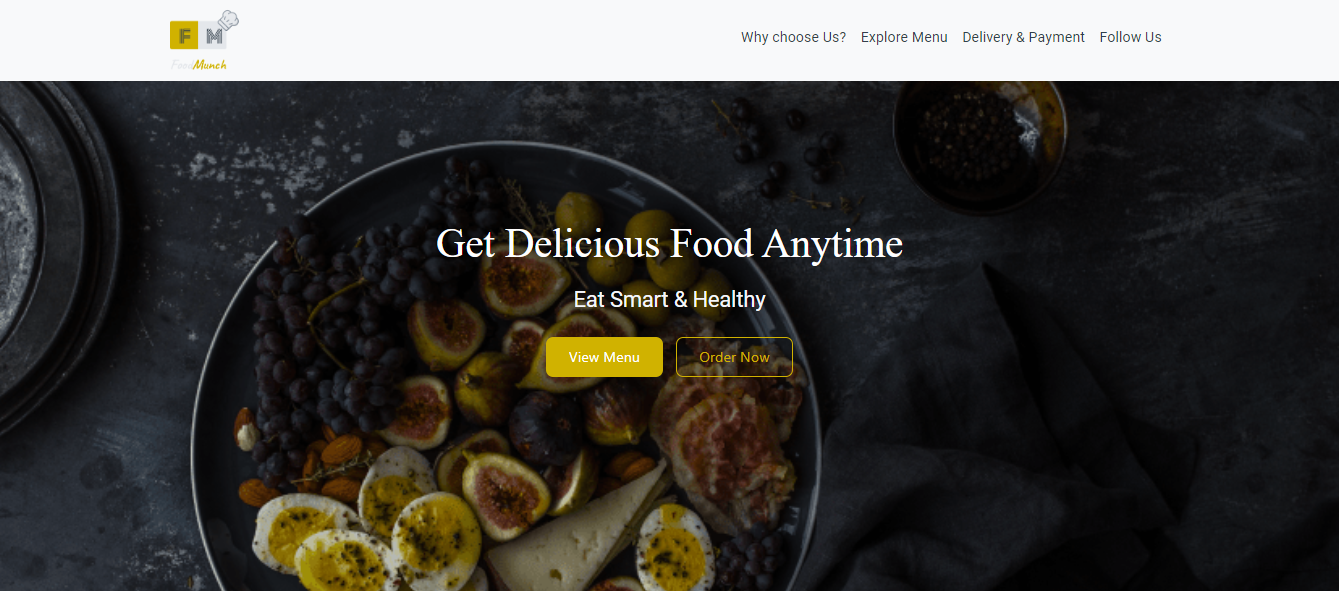 F M
FoodMunch
Why choose Us? Explore Menu Delivery & Payment Follow Us
Get Delicious Food Anytime
Eat Smart & Healthy
View Menu Order Now